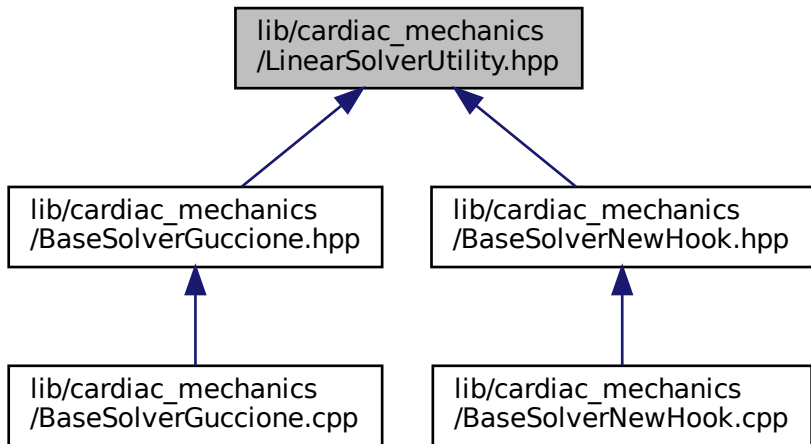 lib/cardiac_mechanics
/LinearSolverUtility.hpp
lib/cardiac_mechanics
/BaseSolverGuccione.hpp
lib/cardiac_mechanics
/BaseSolverNewHook.hpp
lib/cardiac_mechanics
/BaseSolverGuccione.cpp
lib/cardiac_mechanics
/BaseSolverNewHook.cpp